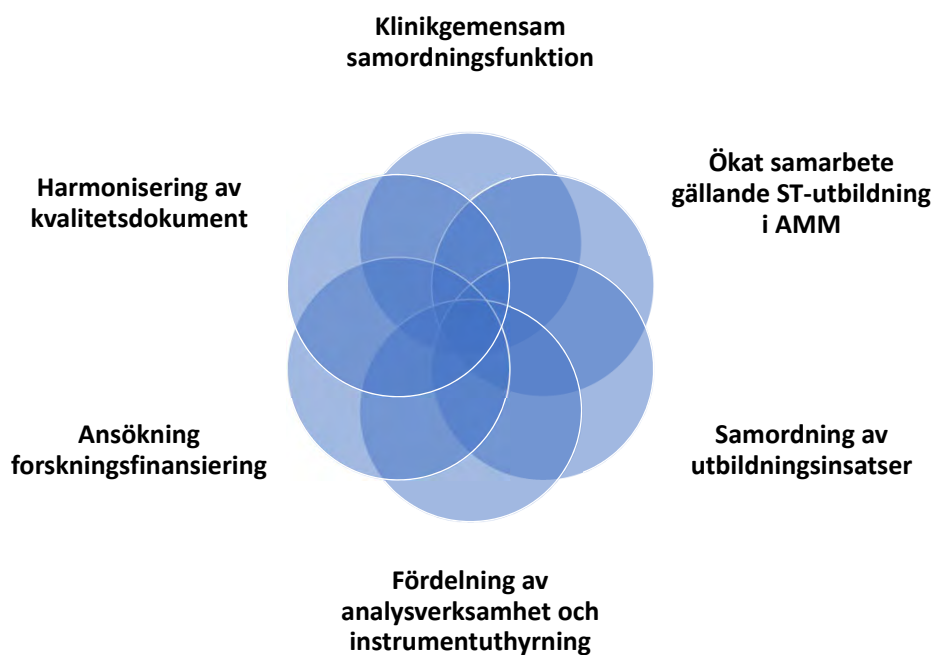 Klinikgemensam
samordningsfunktion
Ökat samarbete
gällande ST-utbildning
i AMM
Samordning av
utbildningsinsatser
Fördelning av
analysverksamhet och
instrumentuthyrning
Ansökning
forskningsfinansiering
Harmonisering av
kvalitetsdokument